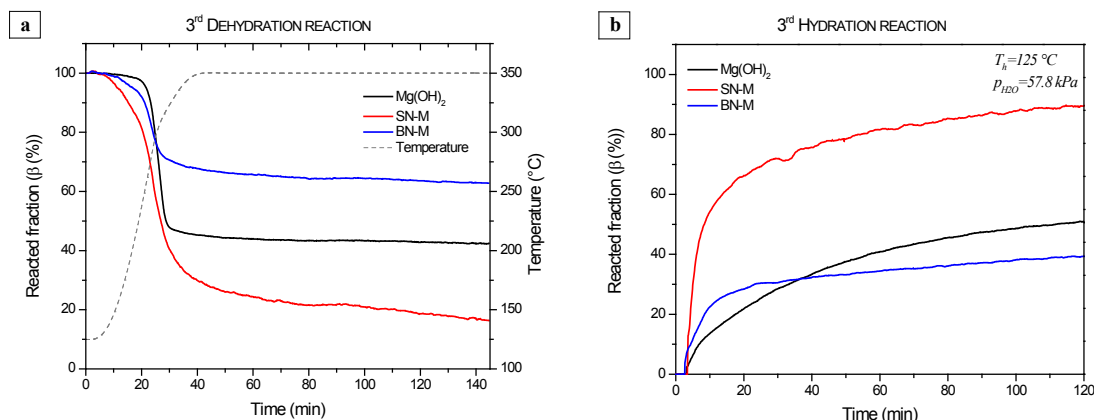 a
3rd DEHYDRATION REACTION
100
80
60
40
20
0
Reacted fraction (β (%))
Mg(OH)2
SN-M
BN-M
Temperature
350
300
250
200
150
100
Temperature (°C)
0 20 40 60 80 100 120 140
Time (min)
b
3rd HYDRATION REACTION
100
80
60
40
20
0
Reacted fraction (β (%))
Mg(OH)2
SN-M
BN-M
Th=125 °C
pH2O=57.8 kPa
0 20 40 60 80 100 120
Time (min)